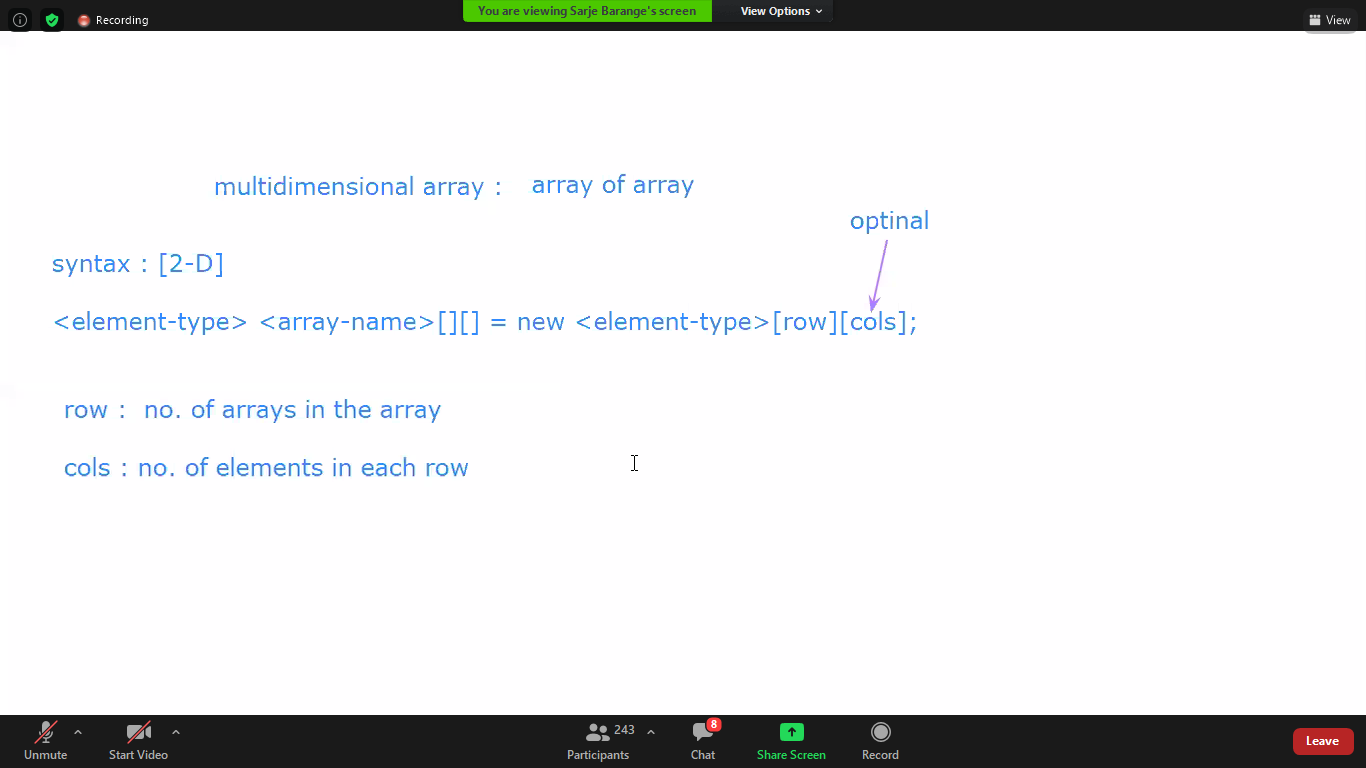 Recording
You are viewing Sarje Barange's screen
View Options
View
multidimensional array : array of array
optinal
syntax : [2-D]
<element-type> <array-name>[][] = new <element-type>[row][cols];
row : no. of arrays in the array
cols : no. of elements in each row
Unmute
Start Video
243
Participants
8
Chat
Share Screen
Record
Leave